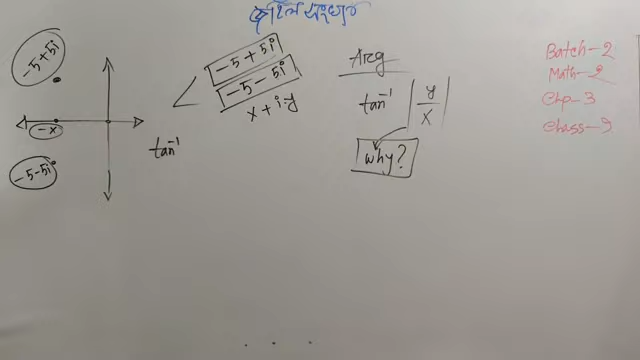 জটিল সংখ্যা
-5+5i
-5-5i
x+i·y
Arg
tan⁻¹ |y/x|
why?
-5+5i
-x
-5-5i
tan⁻¹
Batch-2
Math-2
Chp-3
Class-9